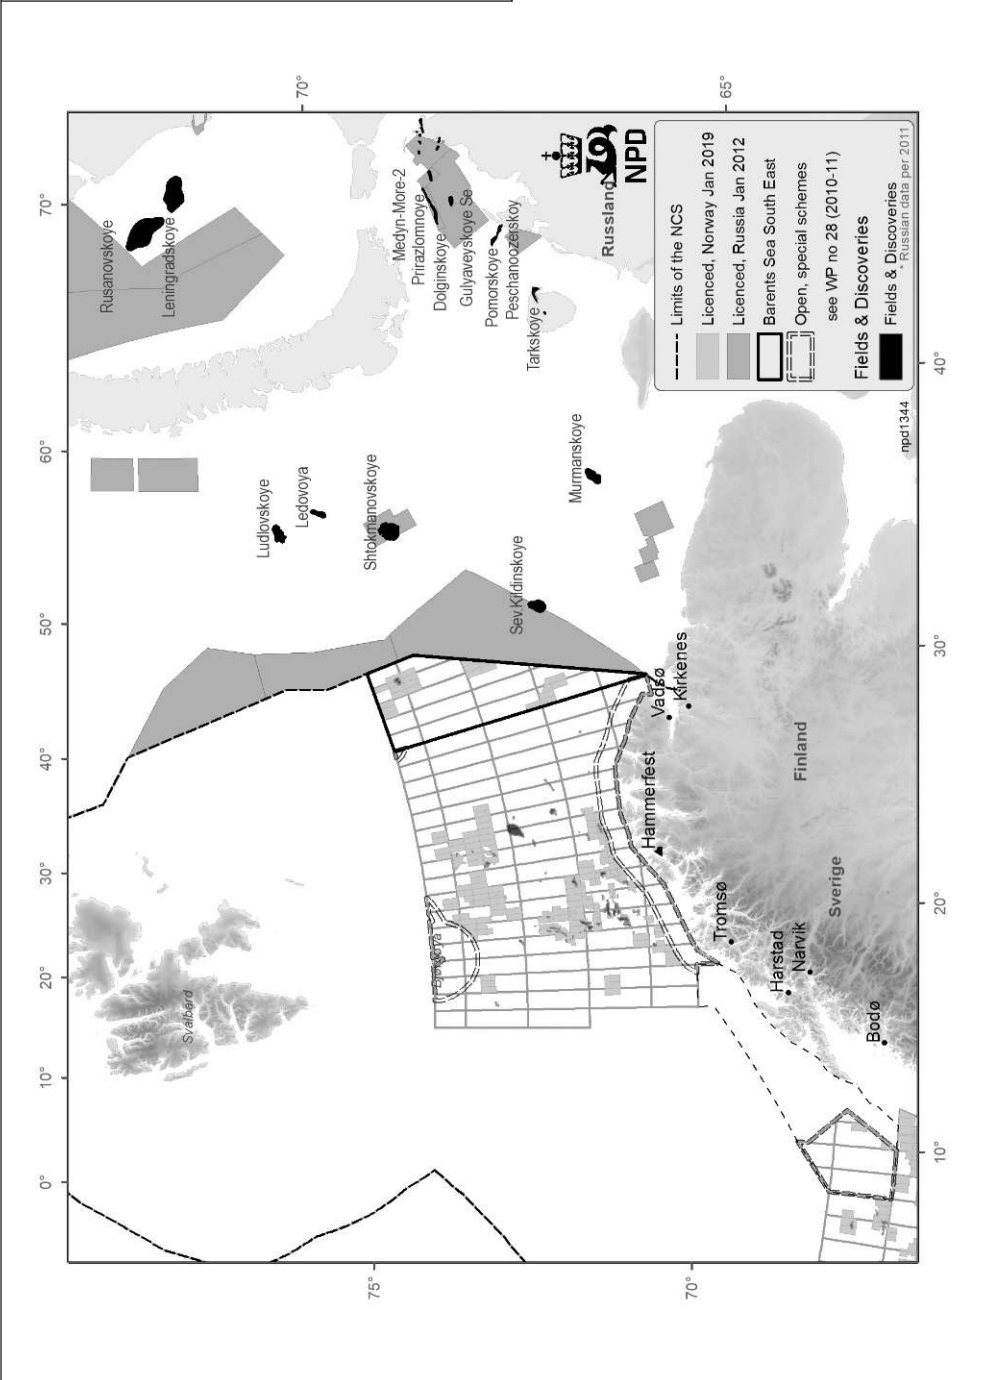 0°
10°
20°
30°
40°
50°
60°
70°
75°
70°
70°
65°
10°
20°
30°
40°
Svalbard
Bjørnøya
Rusanovskoye
Leningradskoye
Ludlovskoye
Ledovoya
Shtokmanovskoye
Sev.Kildinskoye
Murmanskoye
Medyn-More-2
Prirazlomnoye
Dolginskoye
Gulyaveyskoye Se
Pomorskoye
Peschanoozerskoy
Tarkskoye
Russland
Vadsø
Kirkenes
Hammerfest
Tromsø
Harstad
Narvik
Bodø
Finland
Sverige
NPD
Limits of the NCS
Licenced, Norway Jan 2019
Licenced, Russia Jan 2012
Barents Sea South East
Open, special schemes
see WP no 28 (2010-11)
Fields & Discoveries
Fields & Discoveries
* Russian data per 2011
npd1344